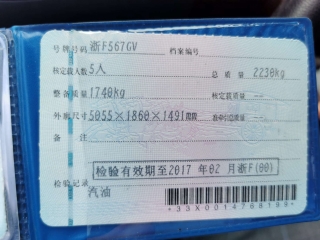 号牌号码 浙F567GV 档案编号
核定载人数 5人 总质量 2230kg
整备质量 1740kg 核定载质量 --
外廓尺寸 5055×1860×1491mm 准牵引总质量 --
备注
检验有效期至2017年02月浙F(00)
检验记录
汽油